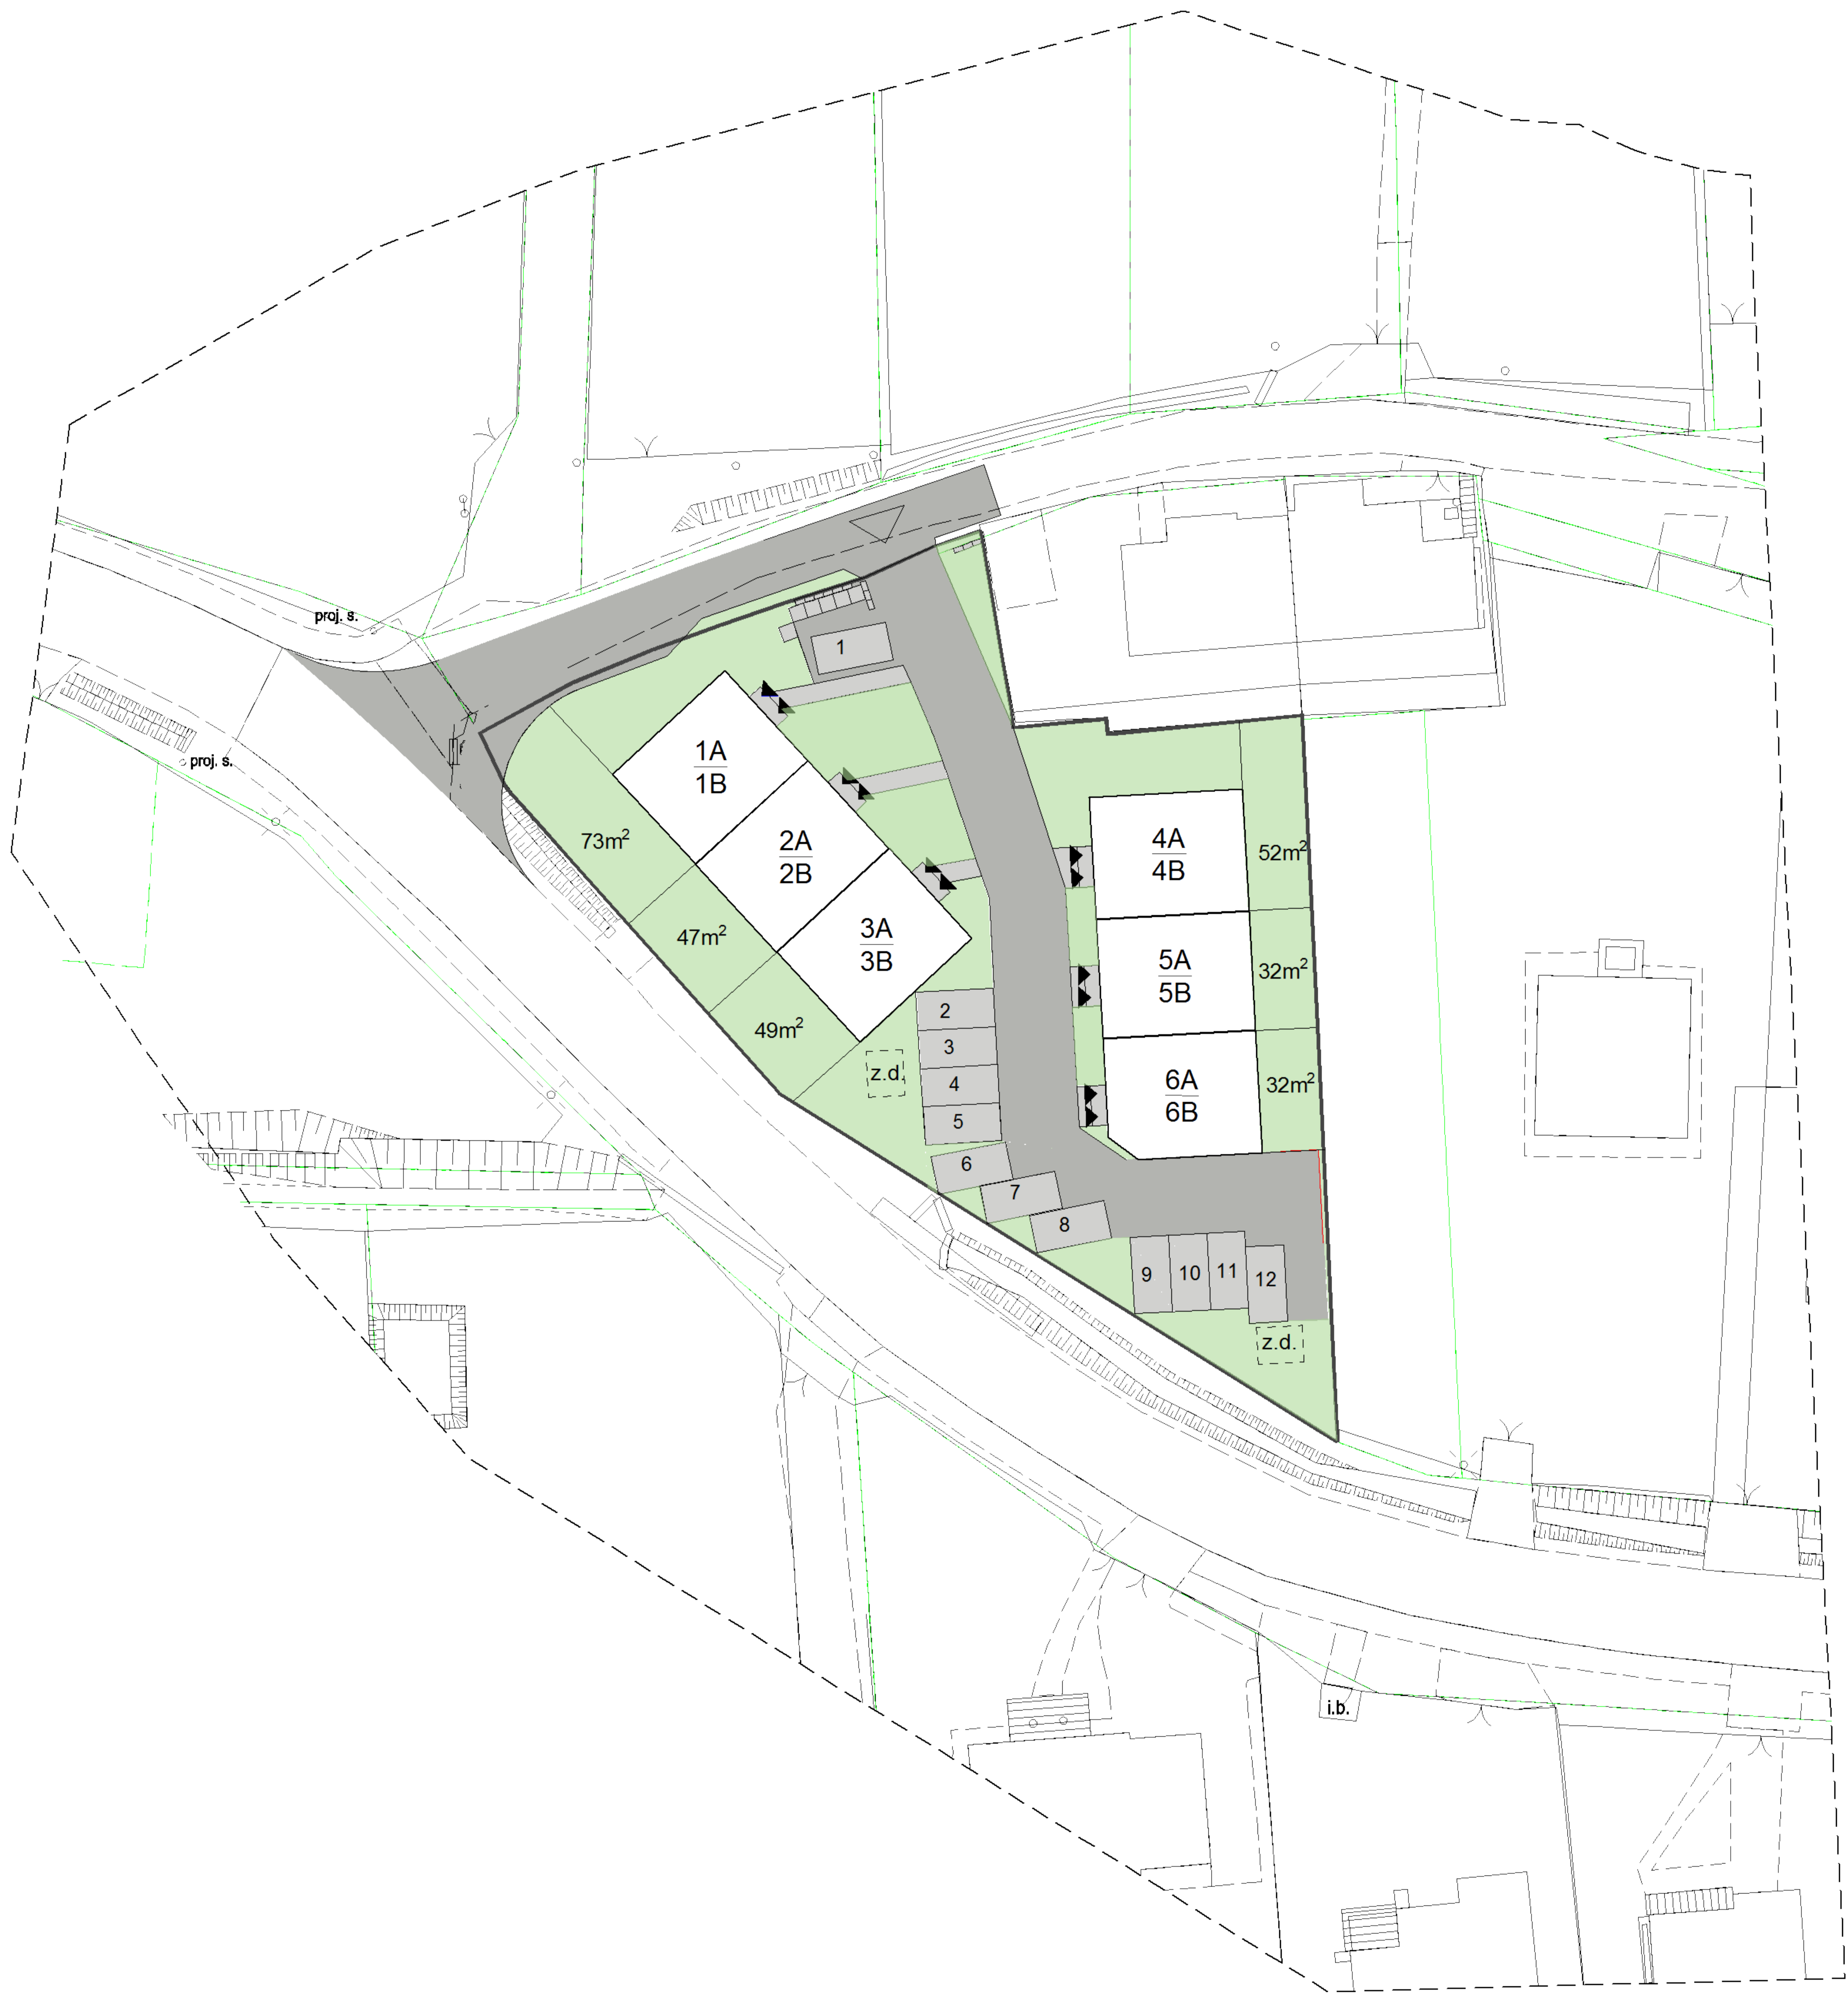 proj. s.
1
proj. s.
1A
1B
73m²
2A
2B
4A
4B
52m²
47m²
3A
3B
5A
5B
32m²
49m²
2
3
4
5
z.d.
6A
6B
32m²
6
7
8
9
10
11
12
z.d.
i.b.